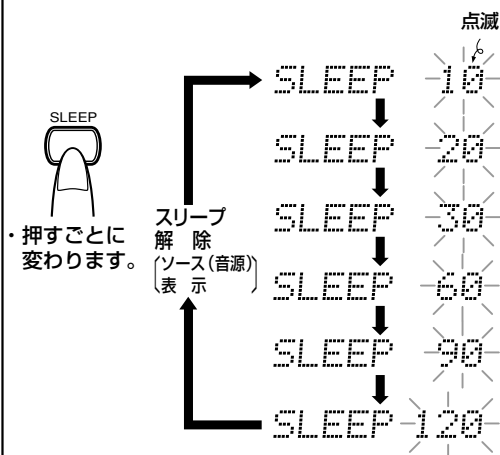 点滅
SLEEP 10
SLEEP 20
SLEEP 30
SLEEP 60
SLEEP 90
SLEEP 120
SLEEP
・押すごとに
変わります。
スリープ
解 除
(ソース(音源)
表 示)